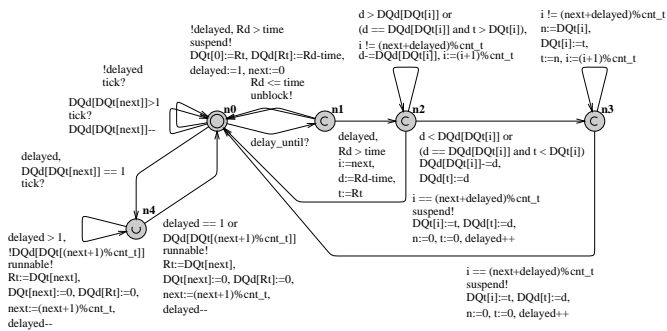 !delayed, Rd > time
suspend!
DQt[0]:=Rt, DQd[Rt]:=Rd-time,
delayed:=1, next:=0
Rd <= time
unblock!
d > DQd[DQt[i]] or
(d == DQd[DQt[i]] and t > DQt[i]),
i != (next+delayed)%cnt_t
d-=DQd[DQt[i]], i:=(i+1)%cnt_t
i != (next+delayed)%cnt_t
n:=DQt[i],
DQt[i]:=t,
t:=n, i:=(i+1)%cnt_t
!delayed
tick?
DQd[DQt[next]]>1
tick?
DQd[DQt[next]]--
n0
n1
n2
n3
C
C
C
delay_until?
delayed,
Rd > time
i:=next,
d:=Rd-time,
t:=Rt
d < DQd[DQt[i]] or
(d == DQd[DQt[i]] and t < DQt[i])
DQd[DQt[i]]-=d,
DQd[t]:=d
delayed,
DQd[DQt[next]] == 1
tick?
i == (next+delayed)%cnt_t
suspend!
DQt[i]:=t, DQd[t]:=d,
n:=0, t:=0, delayed++
n4
U
delayed > 1,
!DQd[DQt[(next+1)%cnt_t]]
runnable!
Rt:=DQt[next],
DQt[next]:=0, DQd[Rt]:=0,
next:=(next+1)%cnt_t,
delayed--
delayed == 1 or
DQd[DQt[(next+1)%cnt_t]]
runnable!
Rt:=DQt[next],
DQt[next]:=0, DQd[Rt]:=0,
next:=(next+1)%cnt_t,
delayed--
i == (next+delayed)%cnt_t
suspend!
DQt[i]:=t, DQd[t]:=d,
n:=0, t:=0, delayed++